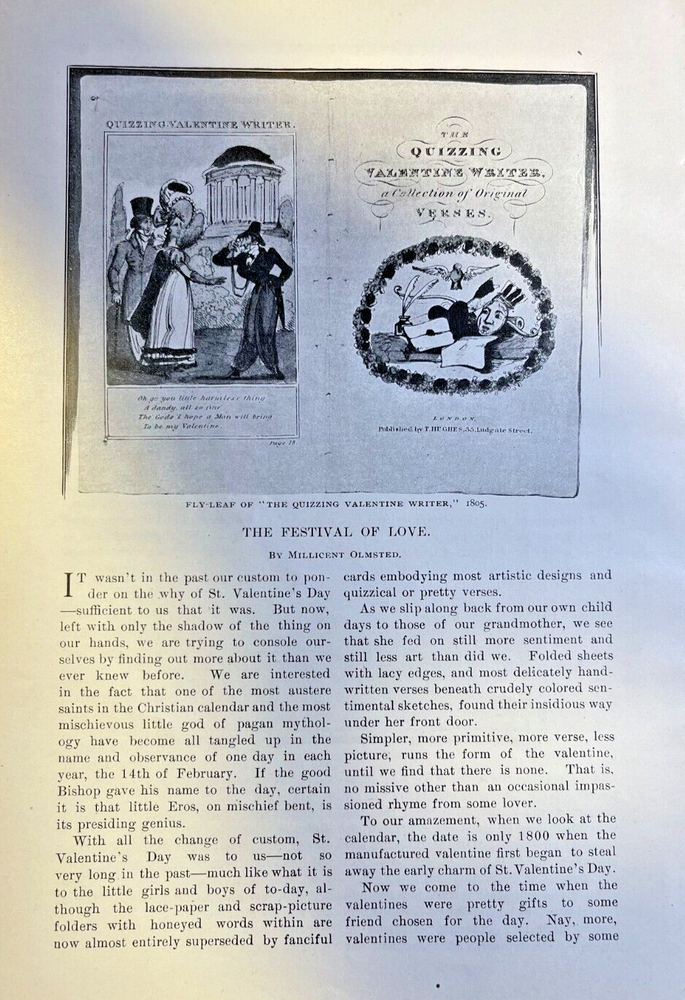 QUIZZING VALENTINE WRITER.
Oh go you little harmless thing
A dandy, all so fine
The Gods I hope a Man will bring
To be my Valentine.
Page 18
THE
QUIZZING
VALENTINE WRITER,
a Collection of Original
VERSES.
LONDON,
Published by T. HUGHES, 35, Ludgate Street.
FLY-LEAF OF "THE QUIZZING VALENTINE WRITER," 1805.
THE FESTIVAL OF LOVE.
BY MILLICENT OLMSTED.
IT wasn't in the past our custom to pon-
der on the why of St. Valentine's Day
—sufficient to us that it was. But now,
left with only the shadow of the thing on
our hands, we are trying to console our-
selves by finding out more about it than we
ever knew before. We are interested
in the fact that one of the most austere
saints in the Christian calendar and the most
mischievous little god of pagan mythol-
ogy have become all tangled up in the
name and observance of one day in each
year, the 14th of February. If the good
Bishop gave his name to the day, certain
it is that little Eros, on mischief bent, is
its presiding genius.
With all the change of custom, St.
Valentine's Day was to us—not so
very long in the past—much like what it is
to the little girls and boys of to-day, al-
though the lace-paper and scrap-picture
folders with honeyed words within are
now almost entirely superseded by fanciful
cards embodying most artistic designs and
quizzical or pretty verses.
As we slip along back from our own child
days to those of our grandmother, we see
that she fed on still more sentiment and
still less art than did we. Folded sheets
with lacy edges, and most delicately hand-
written verses beneath crudely colored sen-
timental sketches, found their insidious way
under her front door.
Simpler, more primitive, more verse, less
picture, runs the form of the valentine,
until we find that there is none. That is,
no missive other than an occasional impas-
sioned rhyme from some lover.
To our amazement, when we look at the
calendar, the date is only 1800 when the
manufactured valentine first began to steal
away the early charm of St. Valentine's Day.
Now we come to the time when the
valentines were pretty gifts to some
friend chosen for the day. Nay, more,
valentines were people selected by some